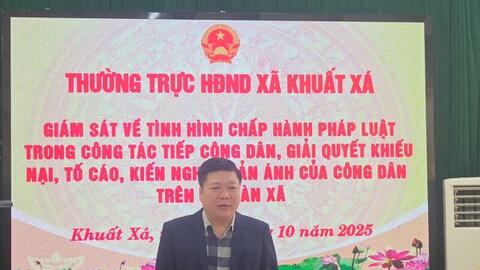 THƯỜNG TRỰC HĐND XÃ KHUẤT XÁ
GIÁM SÁT VỀ TÌNH HÌNH CHẤP HÀNH PHÁP LUẬT
TRONG CÔNG TÁC TIẾP CÔNG DÂN, GIẢI QUYẾT KHIẾU
NẠI, TỐ CÁO, KIẾN ÁNH CỦA CÔNG DÂN
TRÊN XÃ
Khuất Xá, 10 năm 2025